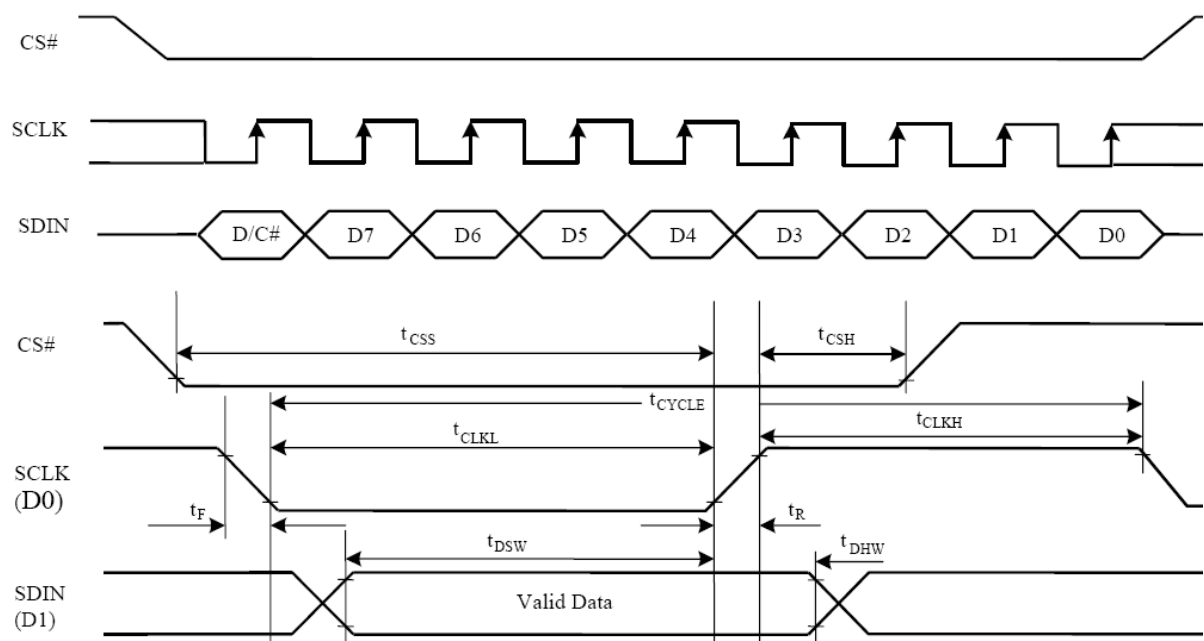 CS#
SCLK
SDIN D/C# D7 D6 D5 D4 D3 D2 D1 D0
CS# tCSS tCSH
tCYCLE
tCLKL tCLKH
SCLK
(D0)
tF tR
tDSW tDHW
SDIN
(D1)
Valid Data